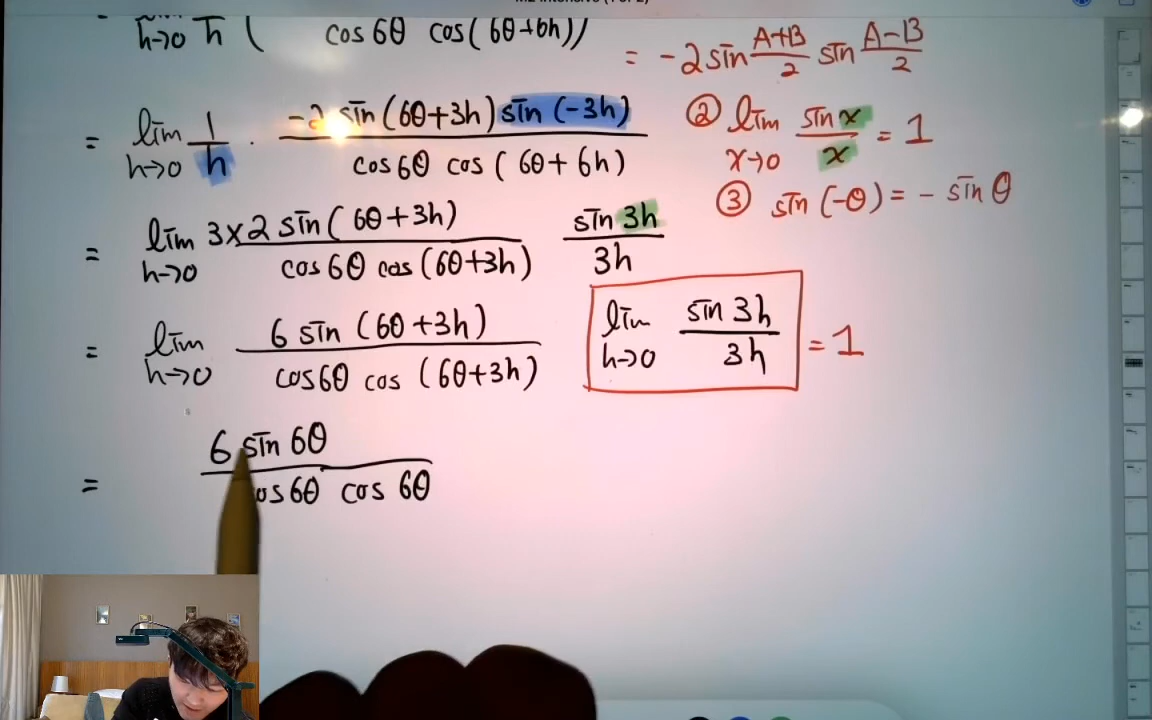 lim h→0 1/h ( cos 6θ cos(6θ+6h))
= -2 sin (A+B)/2 sin (A-B)/2
= lim h→0 1/h · (-2 sin(6θ+3h) sin(-3h))/(cos 6θ cos(6θ+6h))
② lim x→0 sin x/x = 1
③ sin(-θ) = - sin θ
= lim h→0 (3×2 sin(6θ+3h))/(cos 6θ cos(6θ+3h)) (sin 3h)/(3h)
= lim h→0 (6 sin(6θ+3h))/(cos 6θ cos(6θ+3h))
lim h→0 (sin 3h)/(3h) = 1
= (6 sin 6θ)/(os 6θ cos 6θ)